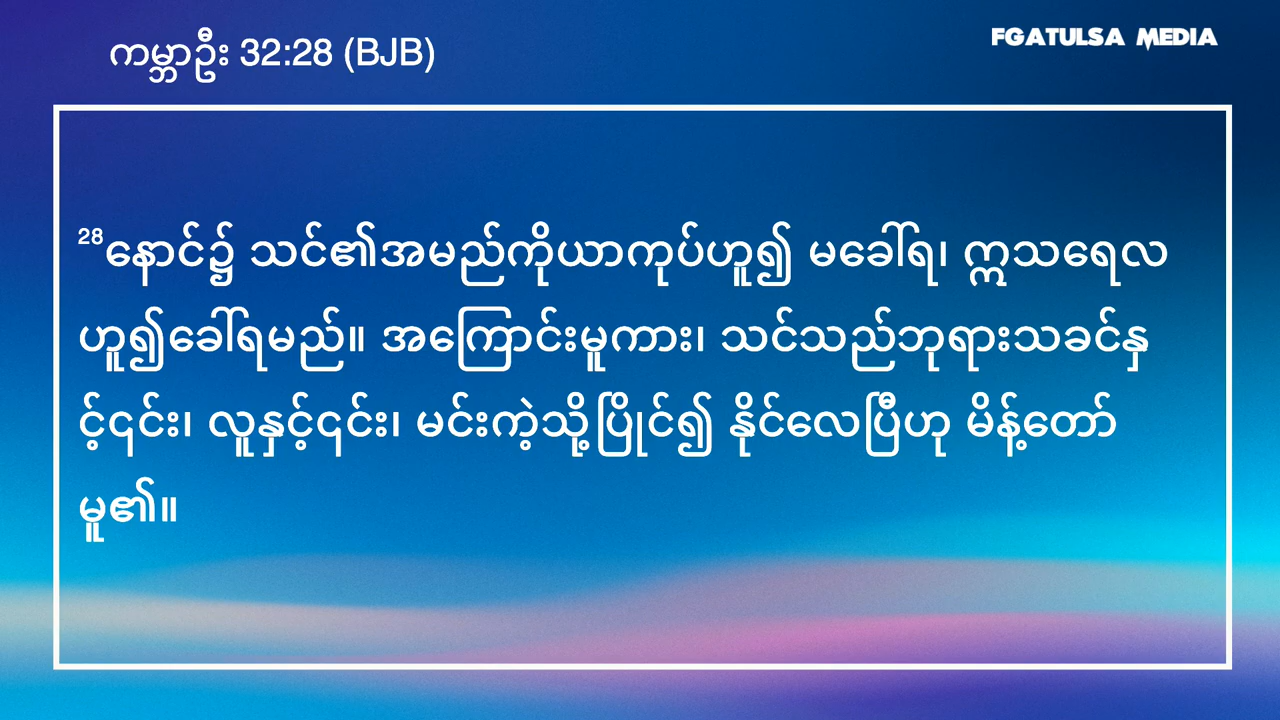 ကမ္ဘာဦး 32:28 (BJB)
FGATULSA MEDIA
28နောင်၌ သင်၏အမည်ကိုယာကုပ်ဟူ၍ မခေါ်ရ၊ ဣသရေလ
ဟူ၍ခေါ်ရမည်။ အကြောင်းမူကား၊ သင်သည်ဘုရားသခင်နှ
င့်၎င်း၊ လူနှင့်၎င်း၊ မင်းကဲ့သို့ပြိုင်၍ နိုင်လေပြီဟု မိန့်တော်
မူ၏။